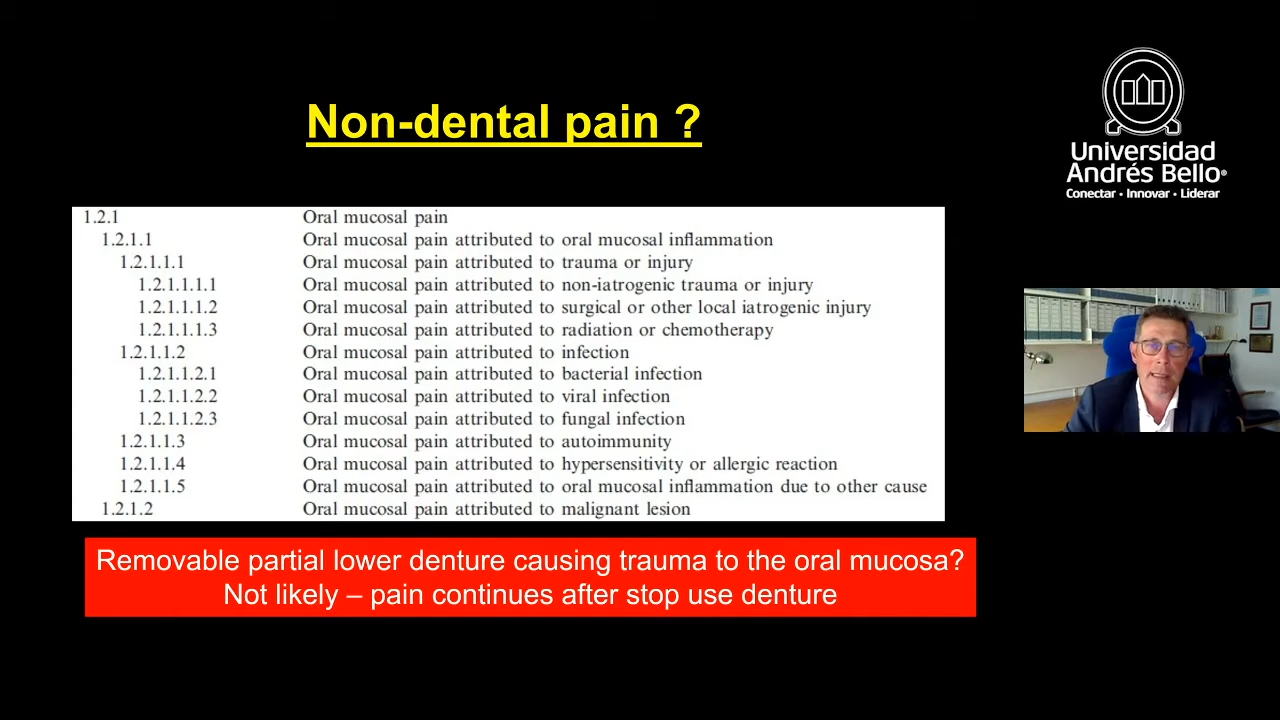 Non-dental pain ?
Universidad
Andrés Bello®
Conectar • Innovar • Liderar
1.2.1 Oral mucosal pain
1.2.1.1 Oral mucosal pain attributed to oral mucosal inflammation
1.2.1.1.1 Oral mucosal pain attributed to trauma or injury
1.2.1.1.1.1 Oral mucosal pain attributed to non-iatrogenic trauma or injury
1.2.1.1.1.2 Oral mucosal pain attributed to surgical or other local iatrogenic injury
1.2.1.1.1.3 Oral mucosal pain attributed to radiation or chemotherapy
1.2.1.1.2 Oral mucosal pain attributed to infection
1.2.1.1.2.1 Oral mucosal pain attributed to bacterial infection
1.2.1.1.2.2 Oral mucosal pain attributed to viral infection
1.2.1.1.2.3 Oral mucosal pain attributed to fungal infection
1.2.1.1.3 Oral mucosal pain attributed to autoimmunity
1.2.1.1.4 Oral mucosal pain attributed to hypersensitivity or allergic reaction
1.2.1.1.5 Oral mucosal pain attributed to oral mucosal inflammation due to other cause
1.2.1.2 Oral mucosal pain attributed to malignant lesion
Removable partial lower denture causing trauma to the oral mucosa?
Not likely – pain continues after stop use denture